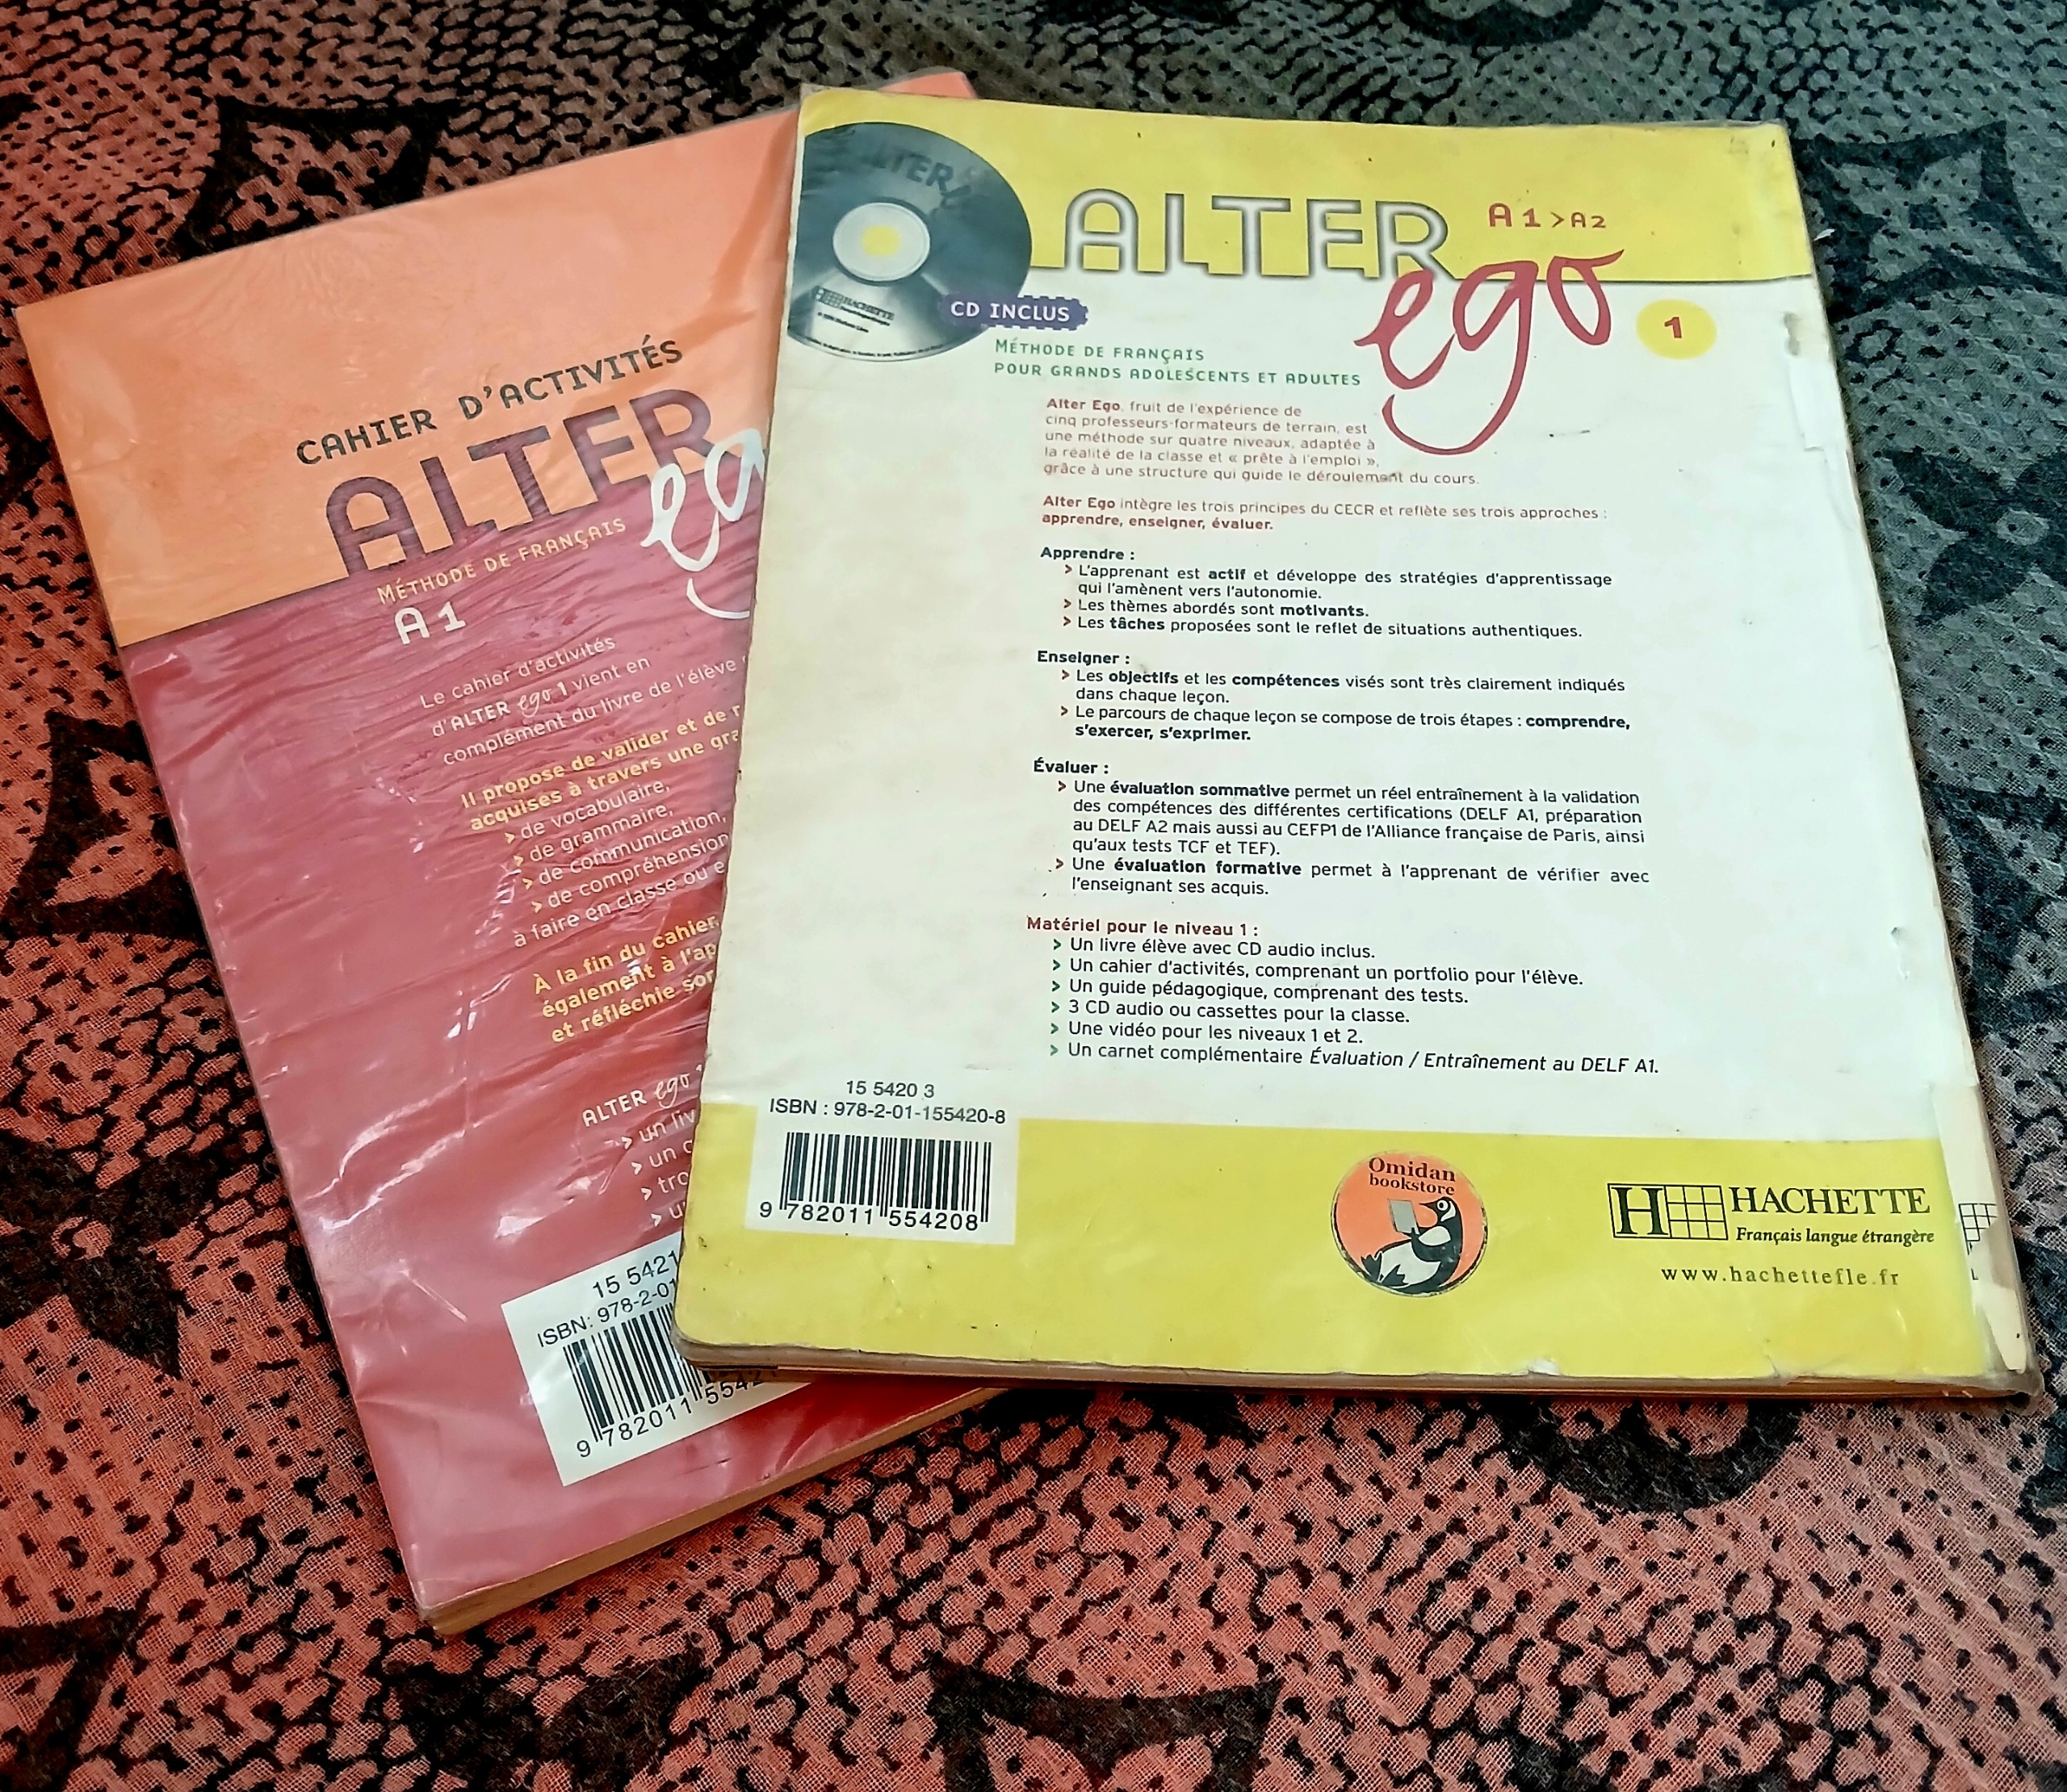 CAHIER D'ACTIVITÉS
ALTER
MÉTHODE DE FRANÇAIS
A1
Le cahier d'activités
d'ALTER ego 1 vient en
complément du livre de l'élève
Il propose de valider et de
acquises à travers une
> de vocabulaire,
> de grammaire,
> de communication,
> de compréhension
à faire en classe ou
À la fin du cahier,
également à
et réfléchie
ALTER ego
> un
> un
>
>
15 5421
ISBN: 978-2-01
9 782011 5542
ALTER
HACHETTE
CD INCLUS
ALTER ego A1>A2
1
MÉTHODE DE FRANÇAIS
POUR GRANDS ADOLESCENTS ET ADULTES
Alter Ego, fruit de l'expérience de
cinq professeurs-formateurs de terrain, est
une méthode sur quatre niveaux, adaptée à
la réalité de la classe et « prête à l'emploi »,
grâce à une structure qui guide le déroulement du cours.
Alter Ego intègre les trois principes du CECR et reflète ses trois approches :
apprendre, enseigner, évaluer.
Apprendre :
> L'apprenant est actif et développe des stratégies d'apprentissage
qui l'amènent vers l'autonomie.
> Les thèmes abordés sont motivants.
> Les tâches proposées sont le reflet de situations authentiques.
Enseigner :
> Les objectifs et les compétences visés sont très clairement indiqués
dans chaque leçon.
> Le parcours de chaque leçon se compose de trois étapes : comprendre,
s'exercer, s'exprimer.
Évaluer :
> Une évaluation sommative permet un réel entraînement à la validation
des compétences des différentes certifications (DELF A1, préparation
au DELF A2 mais aussi au CEFP1 de l'Alliance française de Paris, ainsi
qu'aux tests TCF et TEF).
> Une évaluation formative permet à l'apprenant de vérifier avec
l'enseignant ses acquis.
Matériel pour le niveau 1 :
> Un livre élève avec CD audio inclus.
> Un cahier d'activités, comprenant un portfolio pour l'élève.
> Un guide pédagogique, comprenant des tests.
> 3 CD audio ou cassettes pour la classe.
> Une vidéo pour les niveaux 1 et 2.
> Un carnet complémentaire Évaluation / Entraînement au DELF A1.
15 5420 3
ISBN : 978-2-01-155420-8
9 782011 554208
Omidan
bookstore
H HACHETTE
Français langue étrangère
www.hachettefle.fr